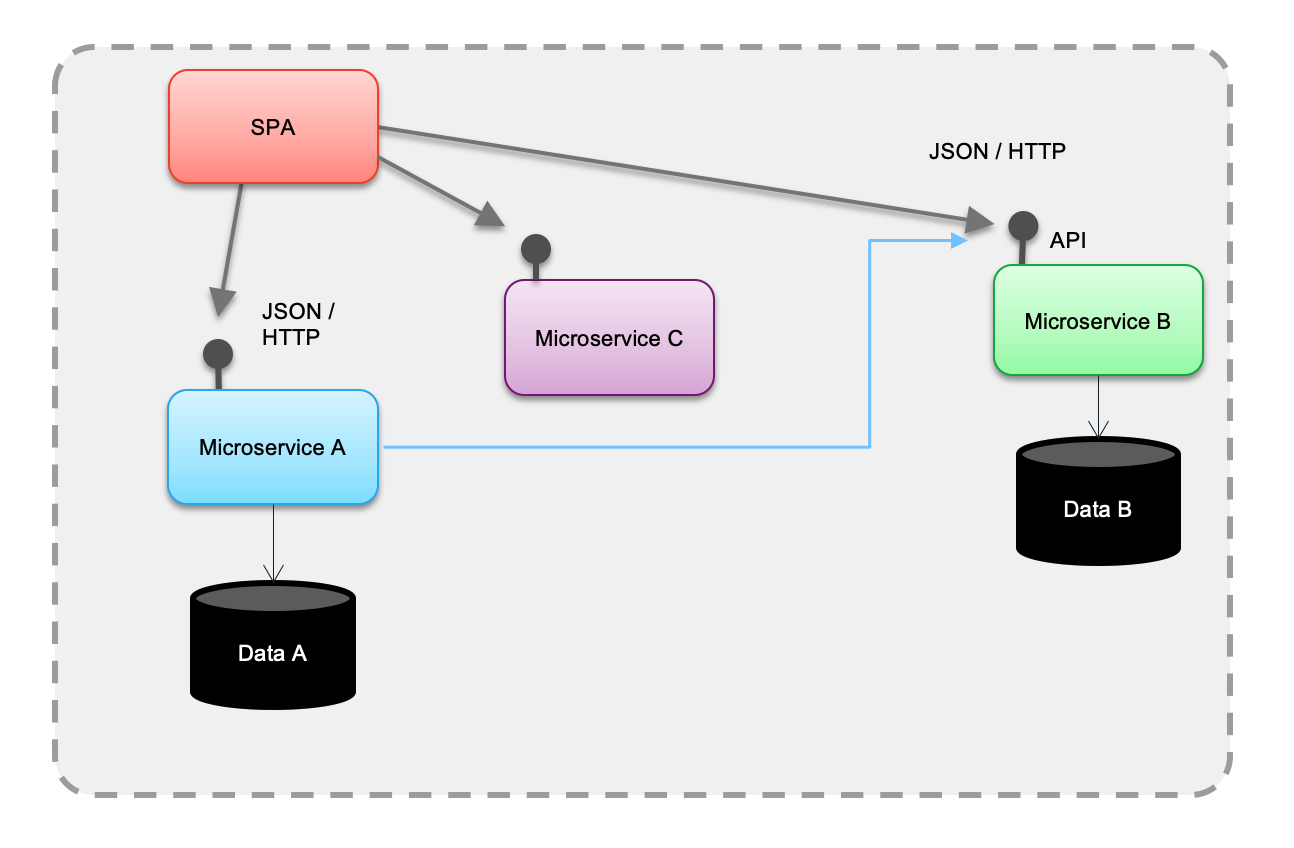 SPA
JSON / HTTP
API
JSON /
HTTP
Microservice C
Microservice B
Microservice A
Data B
Data A